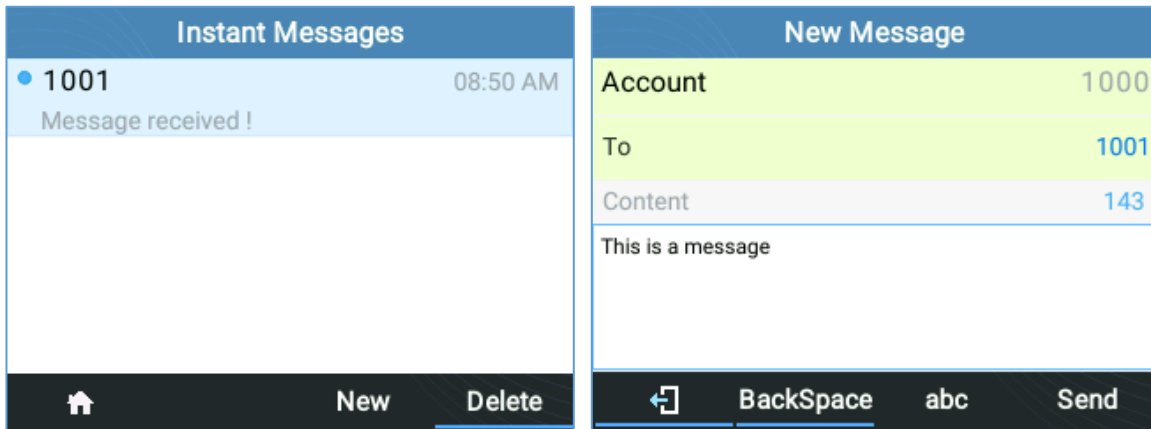 Instant Messages
1001 08:50 AM
Message received !
New Delete
New Message
Account 1000
To 1001
Content 143
This is a message
BackSpace abc Send